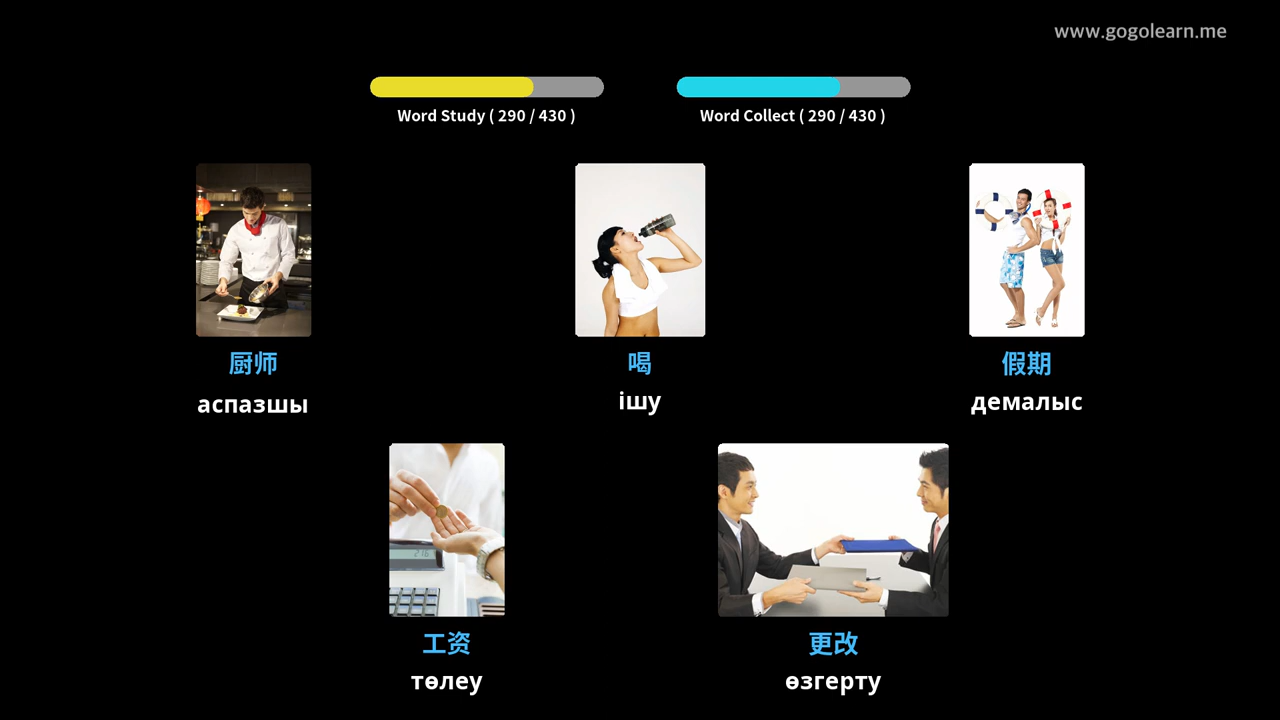 www.gogolearn.me
Word Study ( 290 / 430 )
Word Collect ( 290 / 430 )
厨师
аспазшы
喝
ішу
假期
демалыс
工资
төлеу
更改
өзгерту